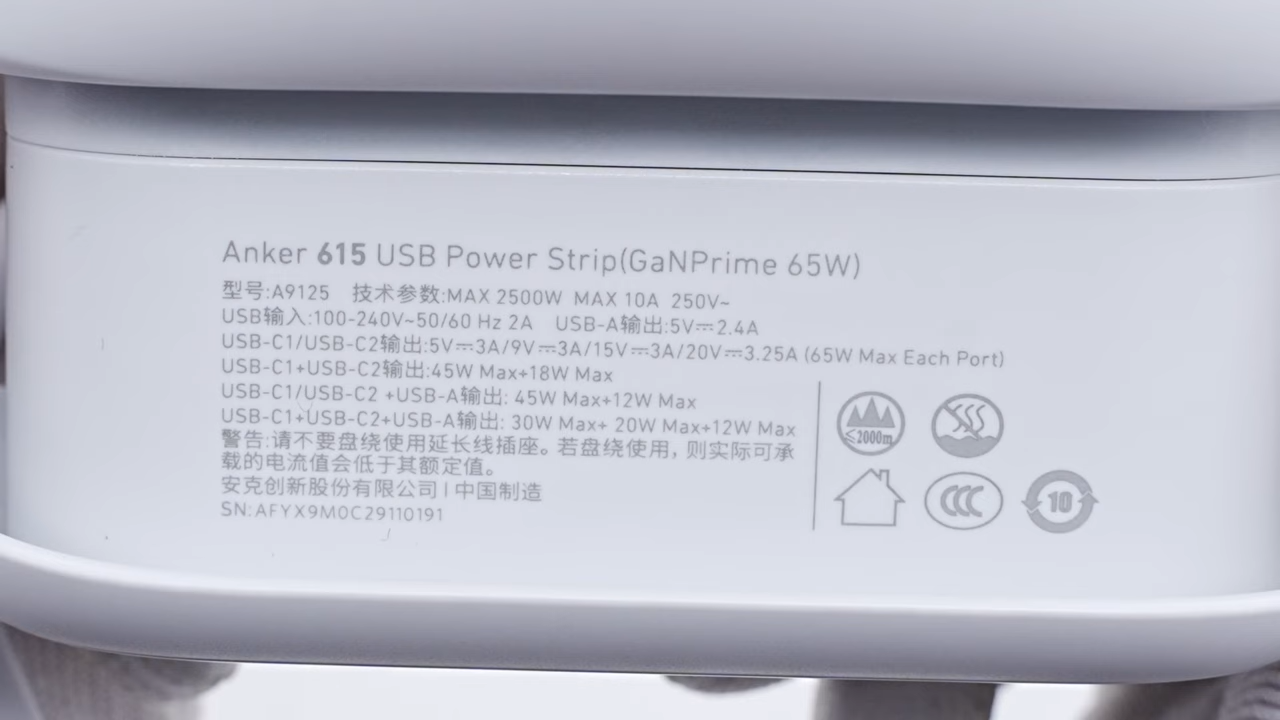 Anker 615 USB Power Strip(GaNPrime 65W)
型号:A9125 技术参数:MAX 2500W MAX 10A 250V~
USB输入:100-240V~50/60 Hz 2A USB-A输出:5V⎓2.4A
USB-C1/USB-C2输出:5V⎓3A/9V⎓3A/15V⎓3A/20V⎓3.25A (65W Max Each Port)
USB-C1+USB-C2输出:45W Max+18W Max
USB-C1/USB-C2 +USB-A输出: 45W Max+12W Max
USB-C1+USB-C2+USB-A输出: 30W Max+ 20W Max+12W Max
警告:请不要盘绕使用延长线插座。若盘绕使用,则实际可承
载的电流值会低于其额定值。
安克创新股份有限公司 | 中国制造
SN:AFYX9M0C29110191
≤2000m
CCC
10